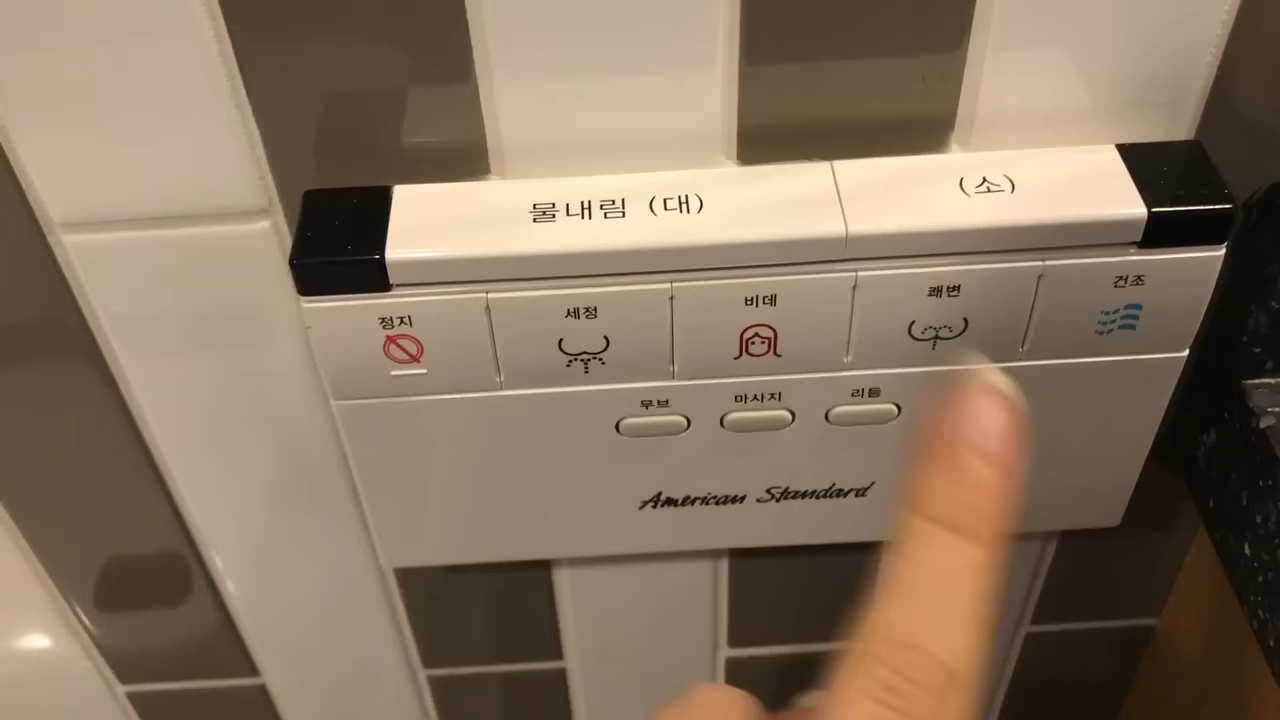 물내림 (대) (소)
정지 세정 비데 쾌변 건조
무브 마사지 리듬
American Standard